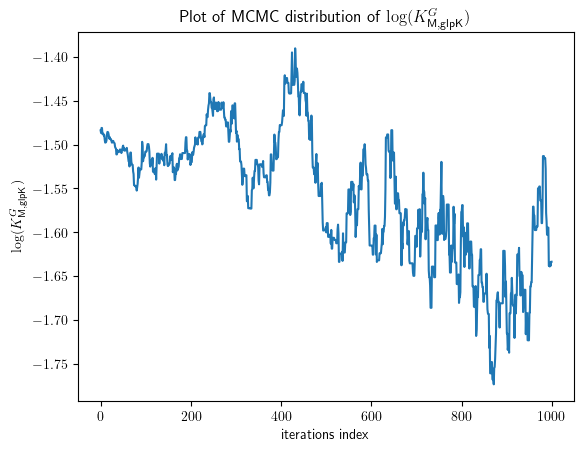 Plot of MCMC distribution of log(K^G_M,glpK)
−1.40
−1.45
−1.50
−1.55
−1.60
−1.65
−1.70
−1.75
log(K^G_M,glpK)
0 200 400 600 800 1000
iterations index